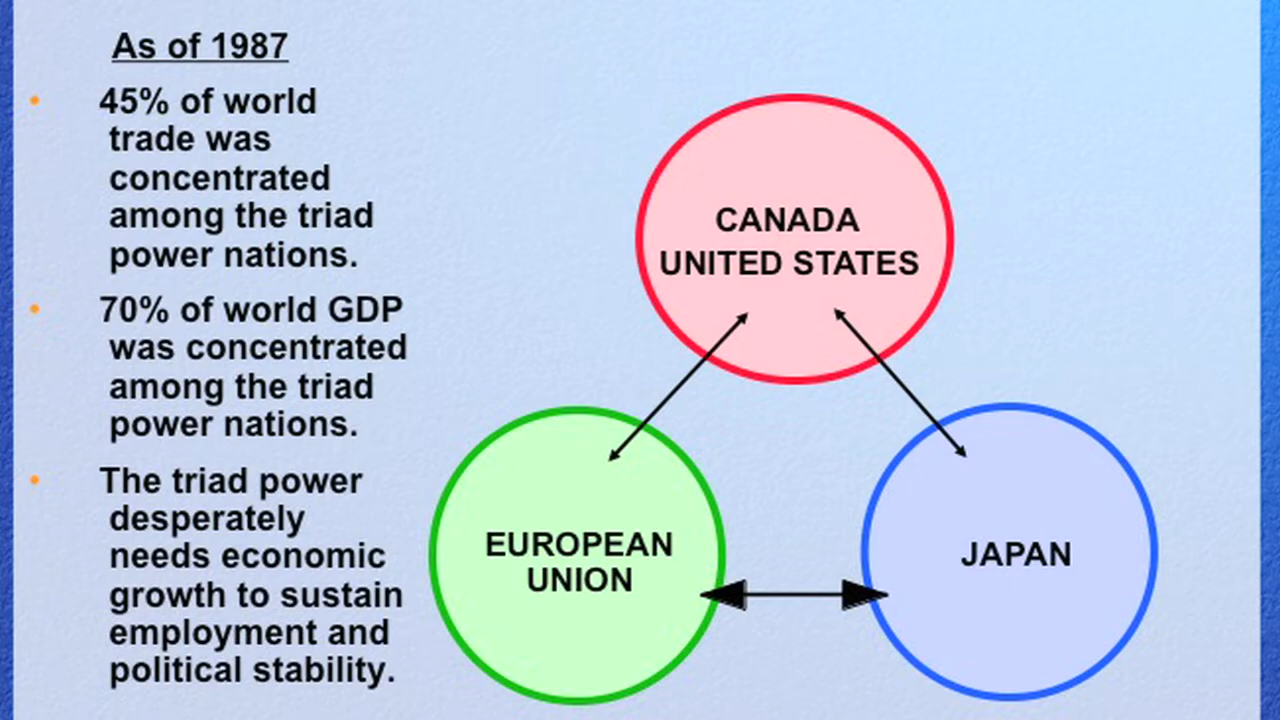 As of 1987
• 45% of world
trade was
concentrated
among the triad
power nations.
• 70% of world GDP
was concentrated
among the triad
power nations.
• The triad power
desperately
needs economic
growth to sustain
employment and
political stability.
CANADA
UNITED STATES
EUROPEAN
UNION
JAPAN